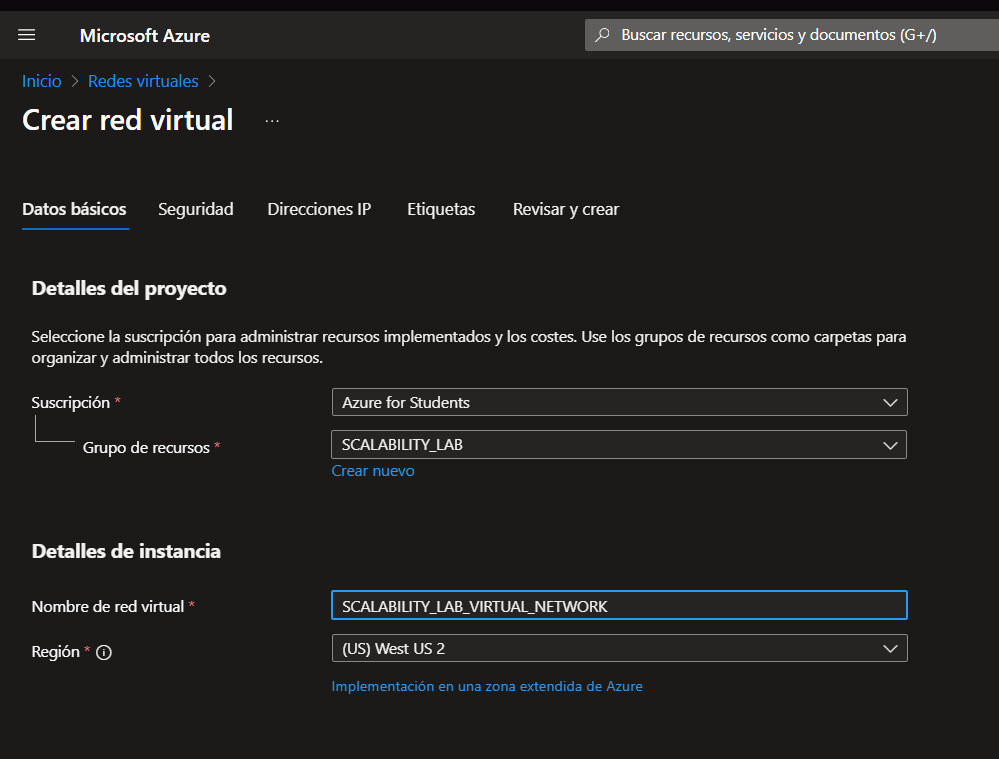 Microsoft Azure
Buscar recursos, servicios y documentos (G+/)
Inicio > Redes virtuales >
Crear red virtual ...
Datos básicos Seguridad Direcciones IP Etiquetas Revisar y crear
Detalles del proyecto
Seleccione la suscripción para administrar recursos implementados y los costes. Use los grupos de recursos como carpetas para
organizar y administrar todos los recursos.
Suscripción * Azure for Students
Grupo de recursos * SCALABILITY_LAB
Crear nuevo
Detalles de instancia
Nombre de red virtual * SCALABILITY_LAB_VIRTUAL_NETWORK
Región * (US) West US 2
Implementación en una zona extendida de Azure